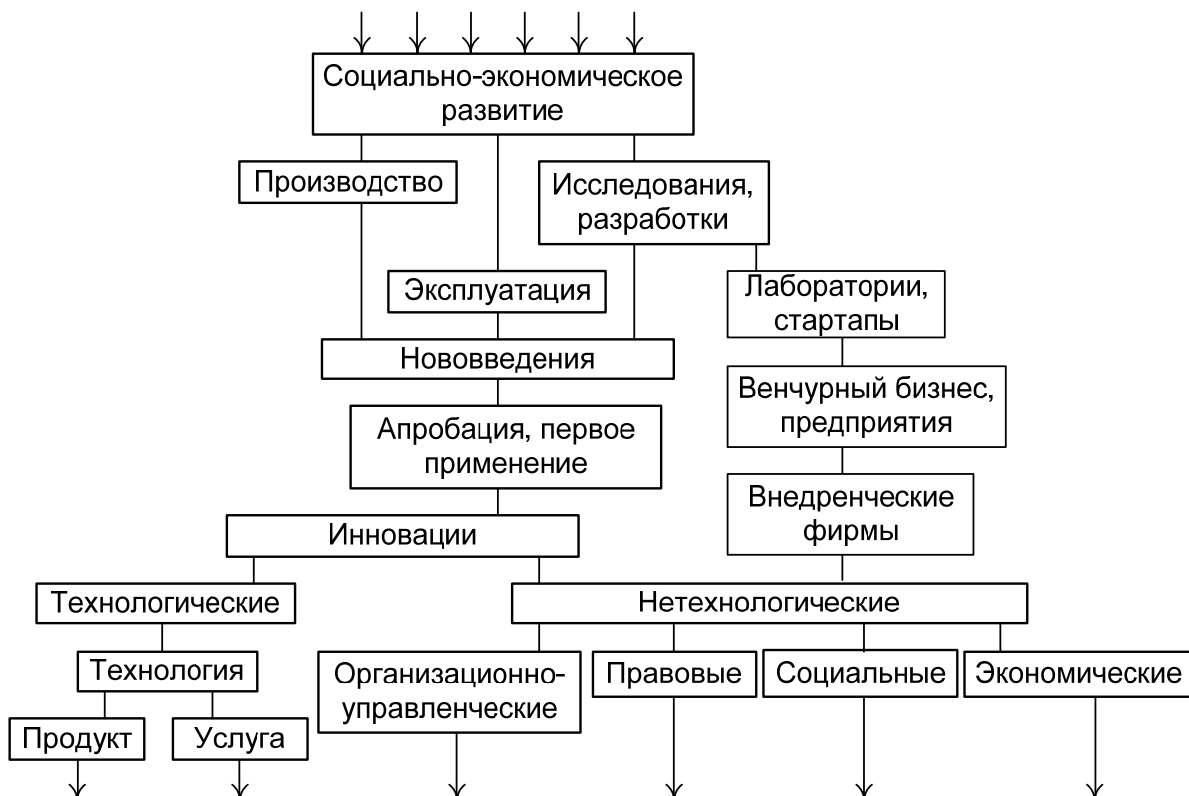 Социально-экономическое
развитие
Производство
Исследования,
разработки
Эксплуатация
Лаборатории,
стартапы
Нововведения
Венчурный бизнес,
предприятия
Апробация, первое
применение
Внедренческие
фирмы
Инновации
Технологические
Нетехнологические
Технология
Организационно-
управленческие
Правовые
Социальные
Экономические
Продукт
Услуга